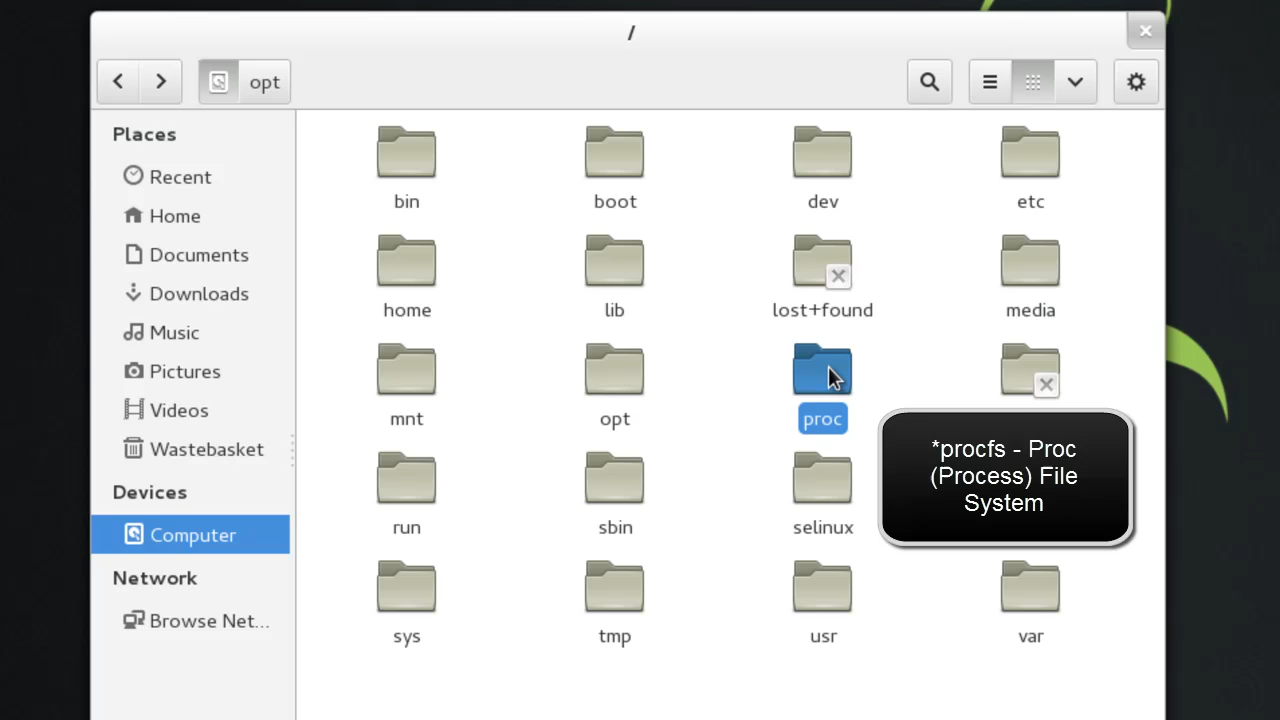 /
opt
Places
Recent
Home
Documents
Downloads
Music
Pictures
Videos
Wastebasket
Devices
Computer
Network
Browse Net...
bin
boot
dev
etc
home
lib
lost+found
media
mnt
opt
proc
run
sbin
selinux
sys
tmp
usr
var
*procfs - Proc
(Process) File
System